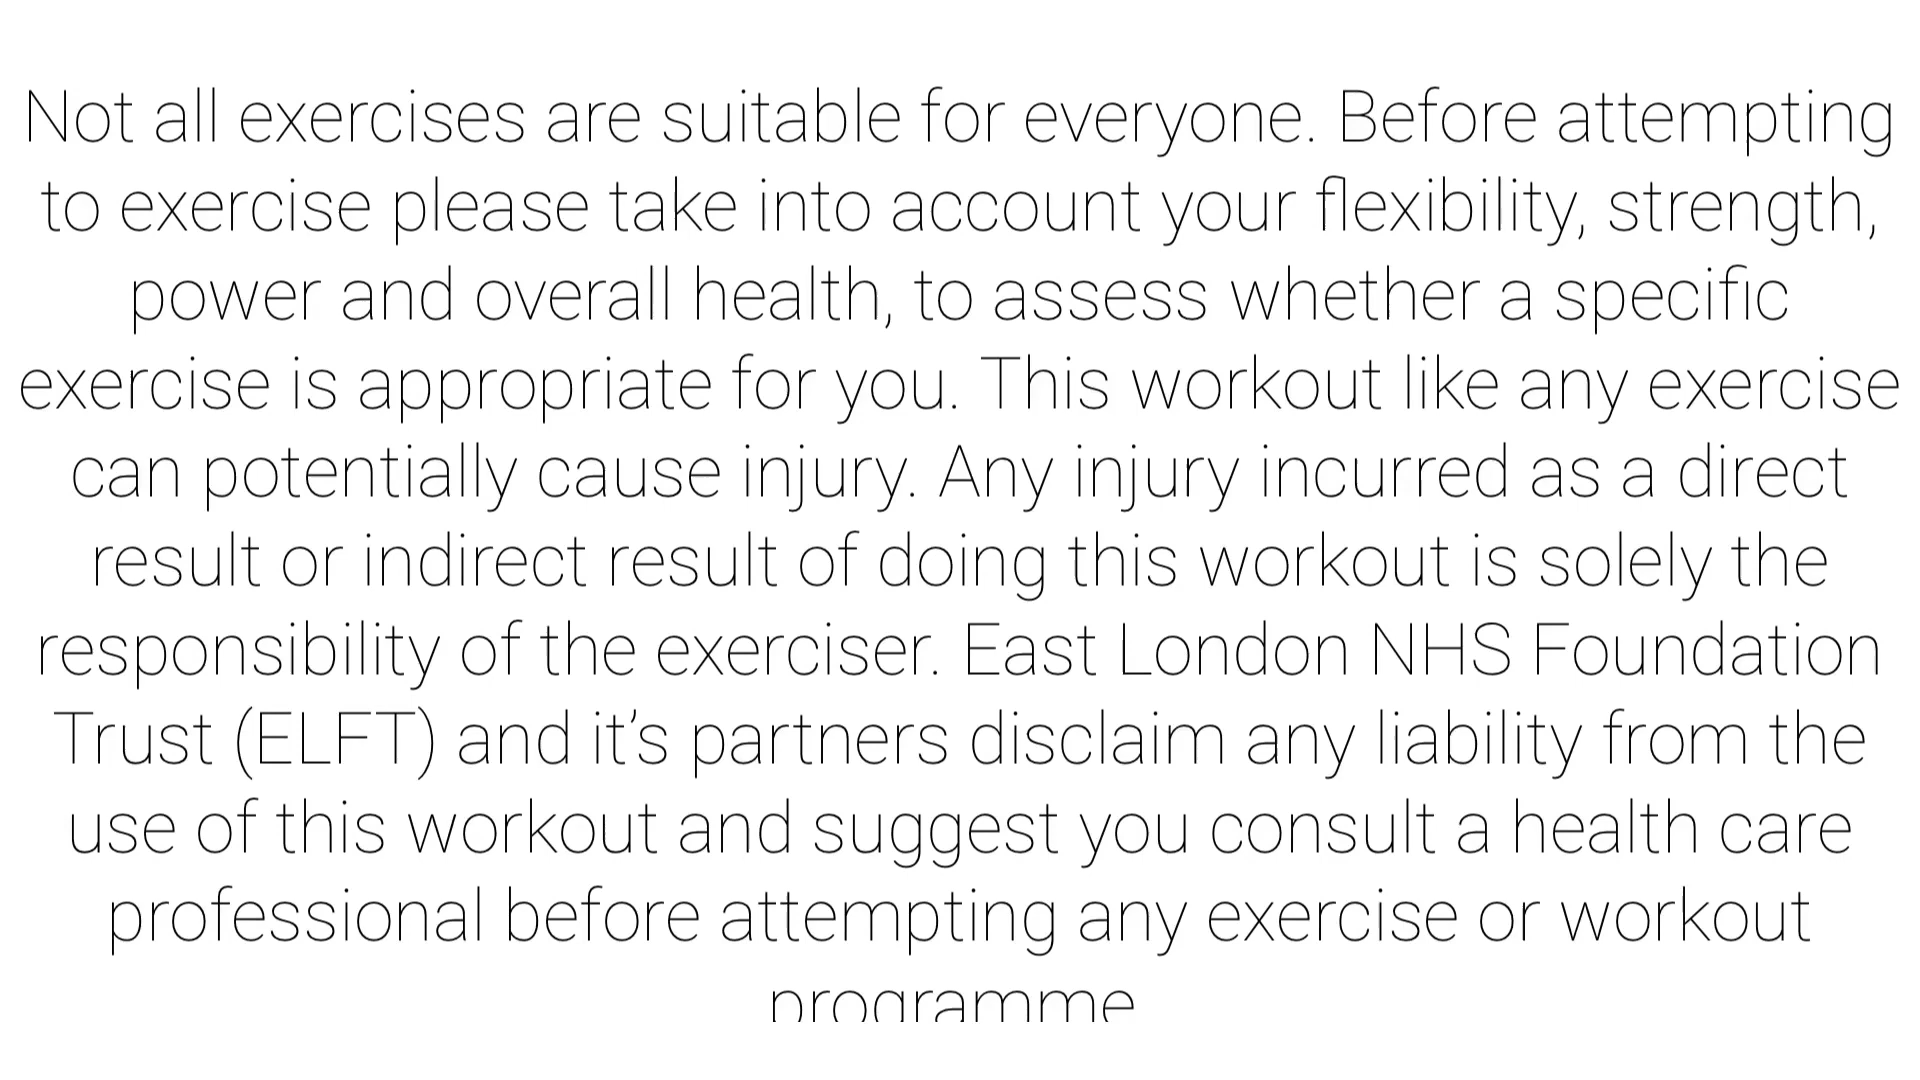 Not all exercises are suitable for everyone. Before attempting
to exercise please take into account your flexibility, strength,
power and overall health, to assess whether a specific
exercise is appropriate for you. This workout like any exercise
can potentially cause injury. Any injury incurred as a direct
result or indirect result of doing this workout is solely the
responsibility of the exerciser. East London NHS Foundation
Trust (ELFT) and it’s partners disclaim any liability from the
use of this workout and suggest you consult a health care
professional before attempting any exercise or workout
programme